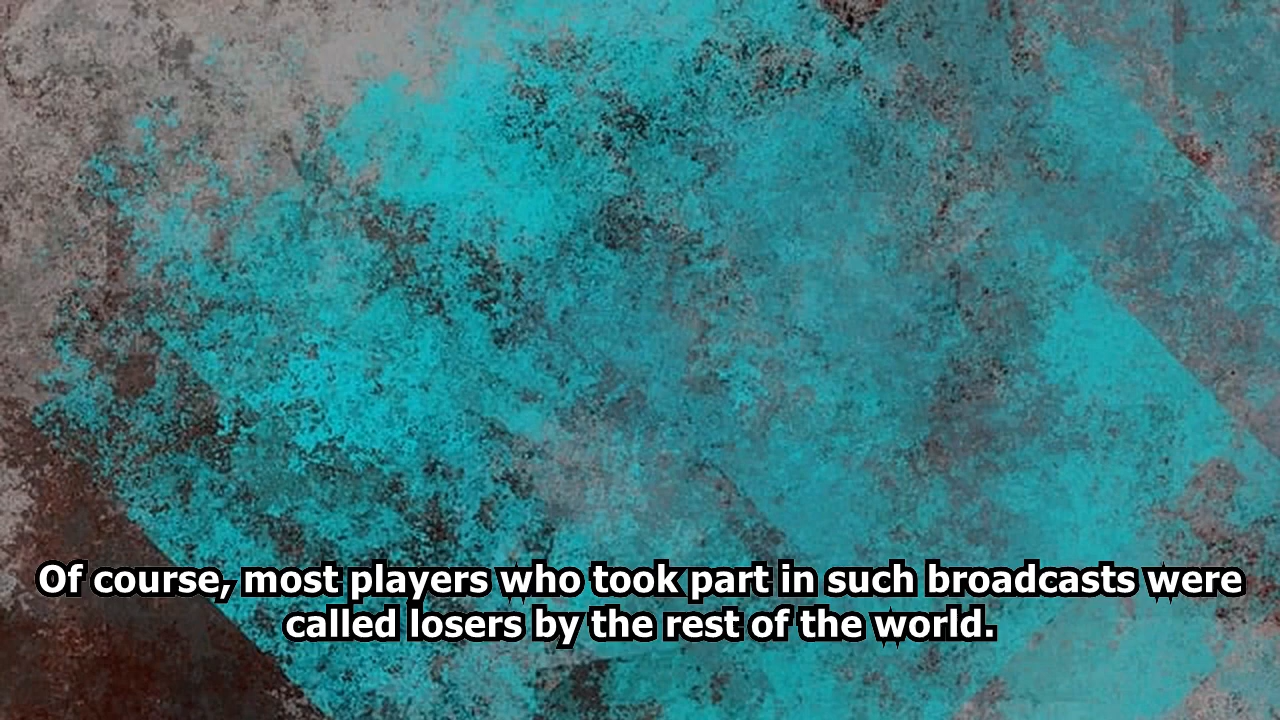 Of course, most players who took part in such broadcasts were
called losers by the rest of the world.